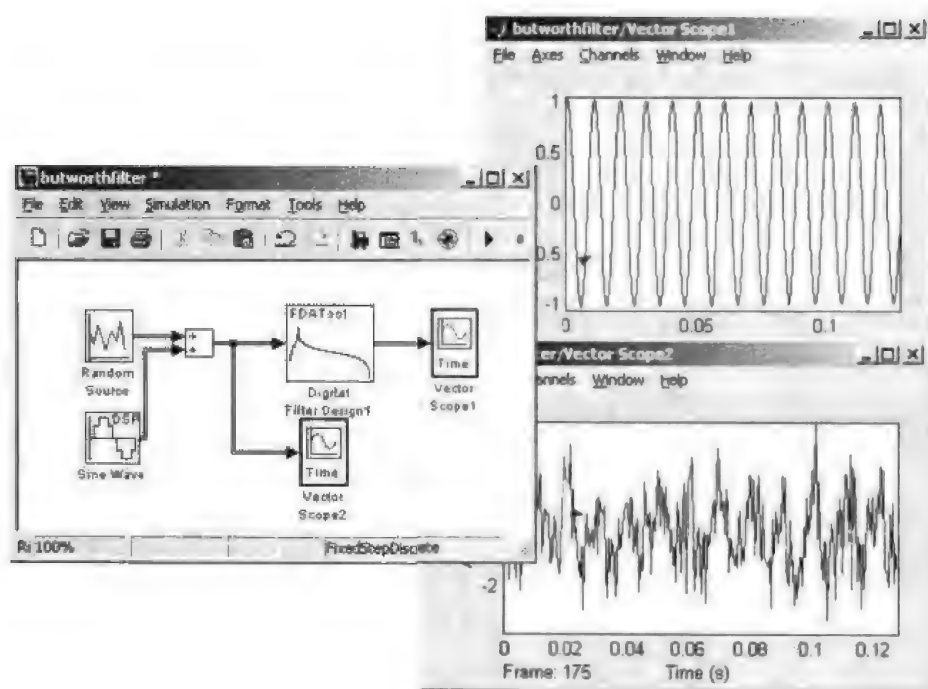 butworthfilter/Vector Scope1
File Axes Channels Window Help
1
0.5
0
0.5
-1
0 0.05 0.1
butworthfilter *
File Edit View Simulation Format Tools Help
FDATool
Random
Source
DSP
Sine Wave
Digital
Filter Design1
Time
Vector
Scope1
Time
Vector
Scope2
100%
FixedStepDiscrete
ter/Vector Scope2
annels Window Help
-2
0 0.02 0.04 0.06 0.08 0.1 0.12
Frame: 175 Time (s)